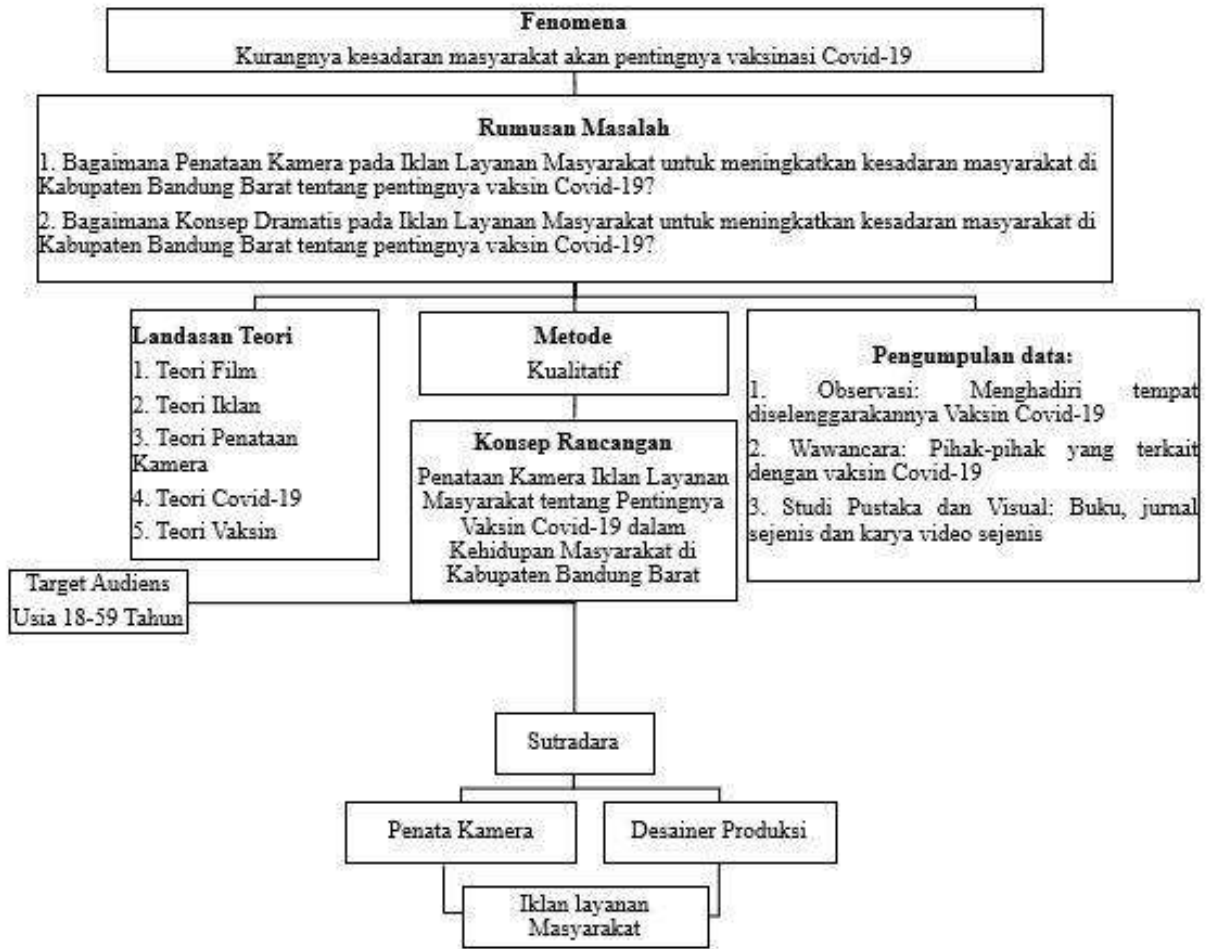 Fenomena
Kurangnya kesadaran masyarakat akan pentingnya vaksinasi Covid-19
Rumusan Masalah
1. Bagaimana Penataan Kamera pada Iklan Layanan Masyarakat untuk meningkatkan kesadaran masyarakat di
Kabupaten Bandung Barat tentang pentingnya vaksin Covid-19?
2. Bagaimana Konsep Dramatis pada Iklan Layanan Masyarakat untuk meningkatkan kesadaran masyarakat di
Kabupaten Bandung Barat tentang pentingnya vaksin Covid-19?
Landasan Teori
1. Teori Film
2. Teori Iklan
3. Teori Penataan
Kamera
4. Teori Covid-19
5. Teori Vaksin
Metode
Kualitatif
Konsep Rancangan
Penataan Kamera Iklan Layanan
Masyarakat tentang Pentingnya
Vaksin Covid-19 dalam
Kehidupan Masyarakat di
Kabupaten Bandung Barat
Pengumpulan data:
1. Observasi: Menghadiri tempat
diselenggarakannya Vaksin Covid-19
2. Wawancara: Pihak-pihak yang terkait
dengan vaksin Covid-19
3. Studi Pustaka dan Visual: Buku, jurnal
sejenis dan karya video sejenis
Target Audiens
Usia 18-59 Tahun
Sutradara
Penata Kamera
Desainer Produksi
Iklan layanan
Masyarakat